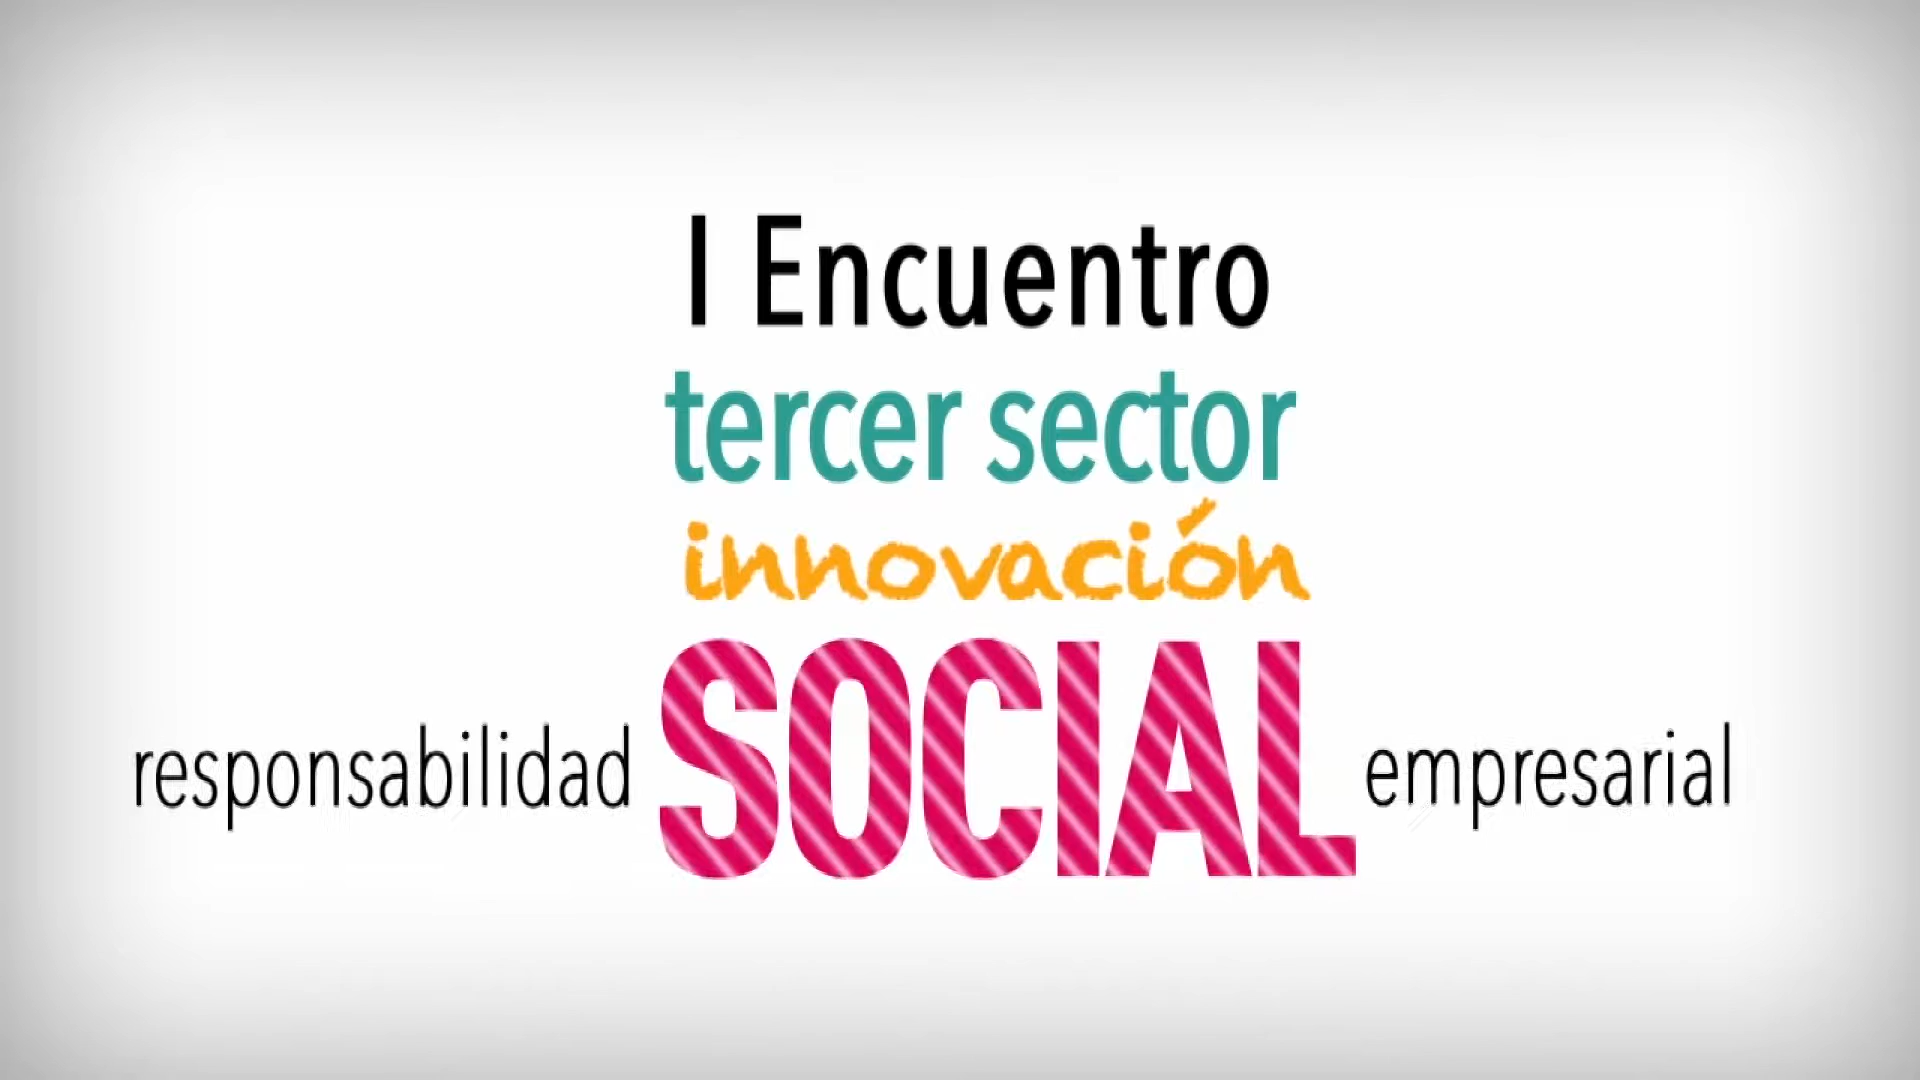 I Encuentro
tercer sector
innovación
responsabilidad SOCIAL empresarial